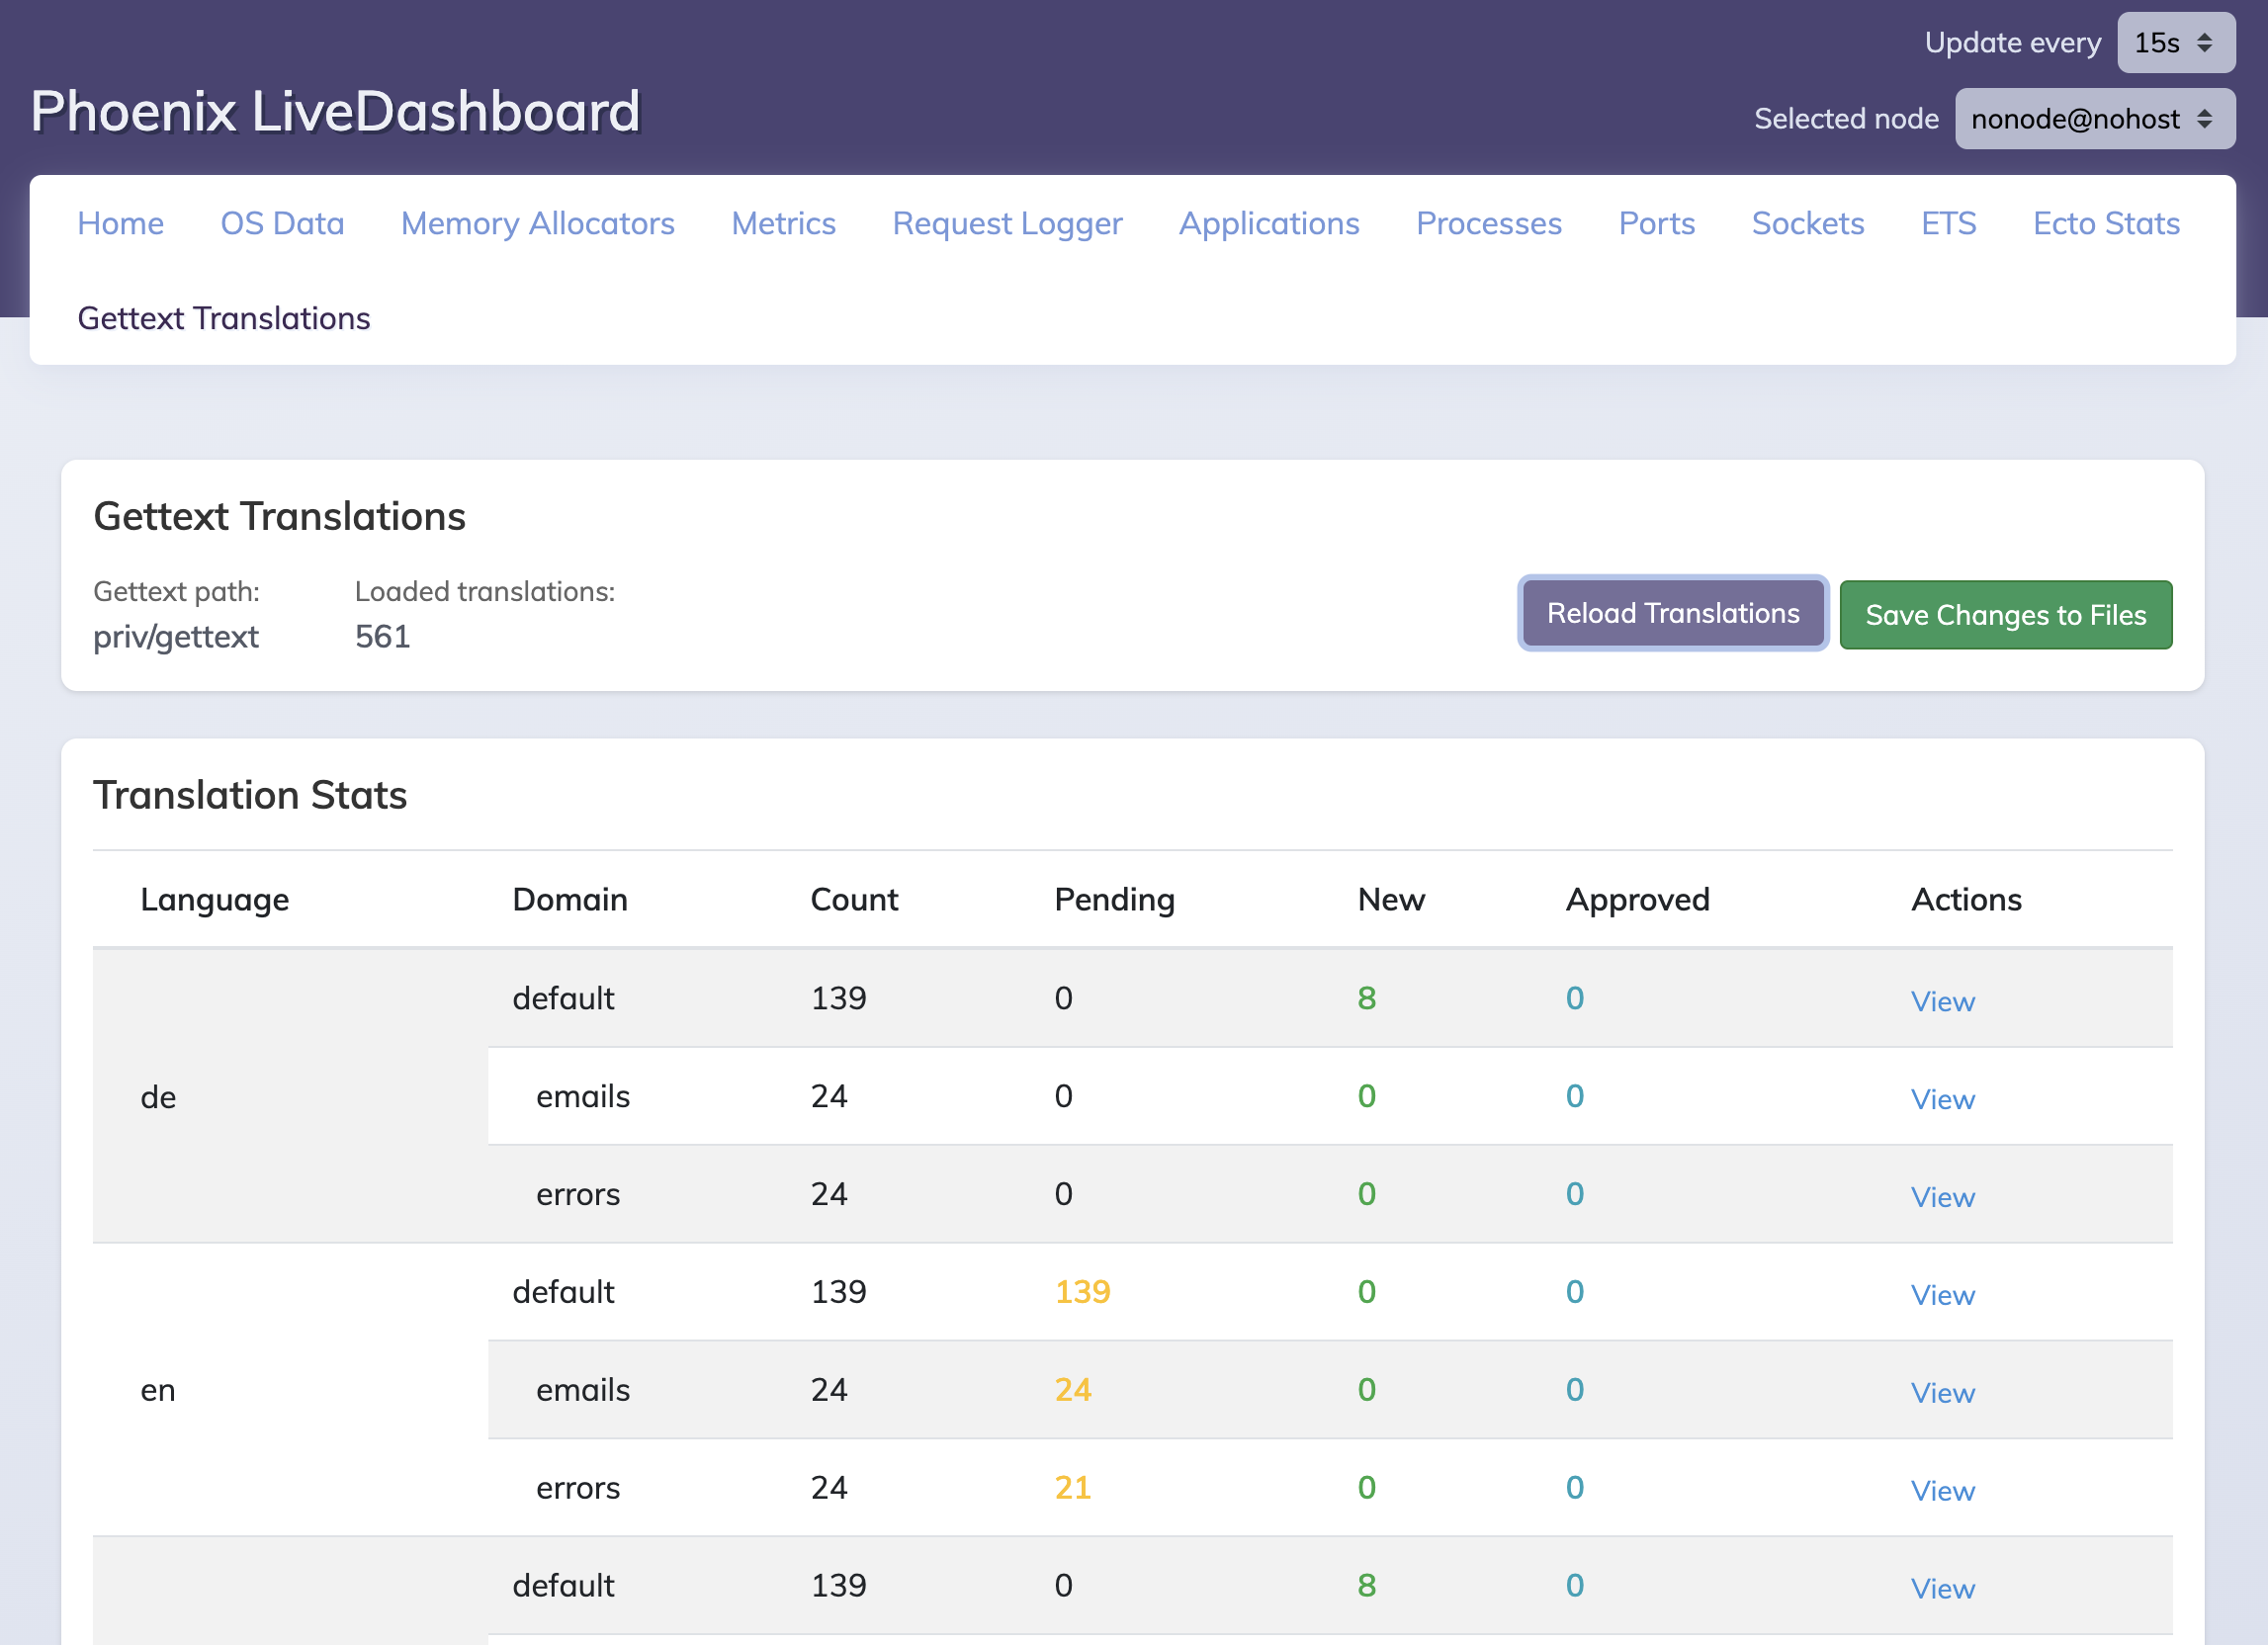 Update every 15s
Phoenix LiveDashboard
Selected node nonode@nohost
Home OS Data Memory Allocators Metrics Request Logger Applications Processes Ports Sockets ETS Ecto Stats
Gettext Translations
Gettext Translations
Gettext path: Loaded translations:
priv/gettext 561
Reload Translations Save Changes to Files
Translation Stats
Language Domain Count Pending New Approved Actions
default 139 0 8 0 View
de emails 24 0 0 0 View
errors 24 0 0 0 View
default 139 139 0 0 View
en emails 24 24 0 0 View
errors 24 21 0 0 View
default 139 0 8 0 View